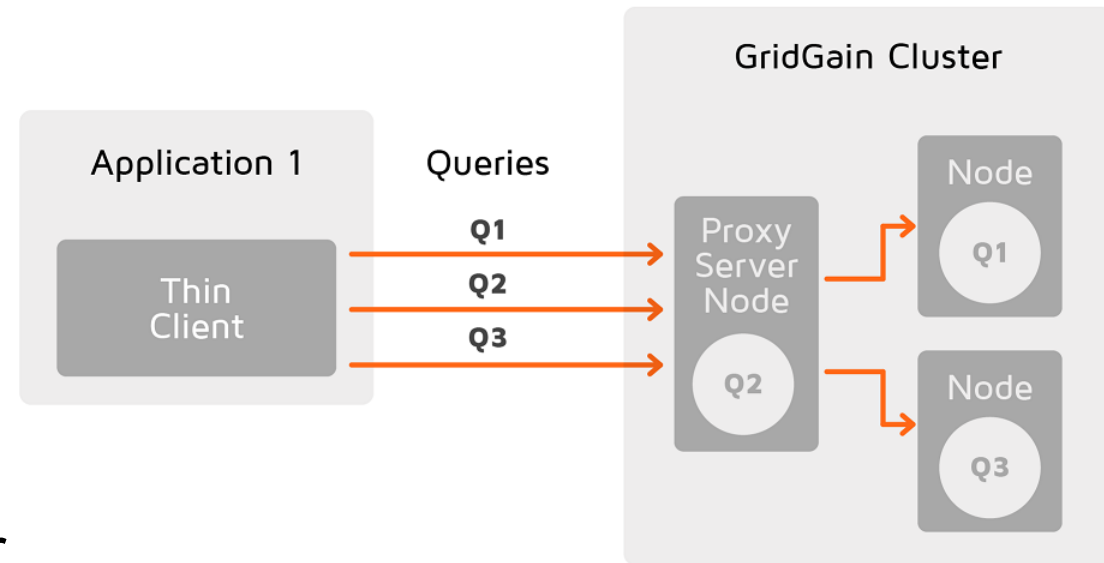 GridGain Cluster
Application 1
Queries
Thin
Client
Q1
Q2
Q3
Proxy
Server
Node
Q2
Node
Q1
Node
Q3